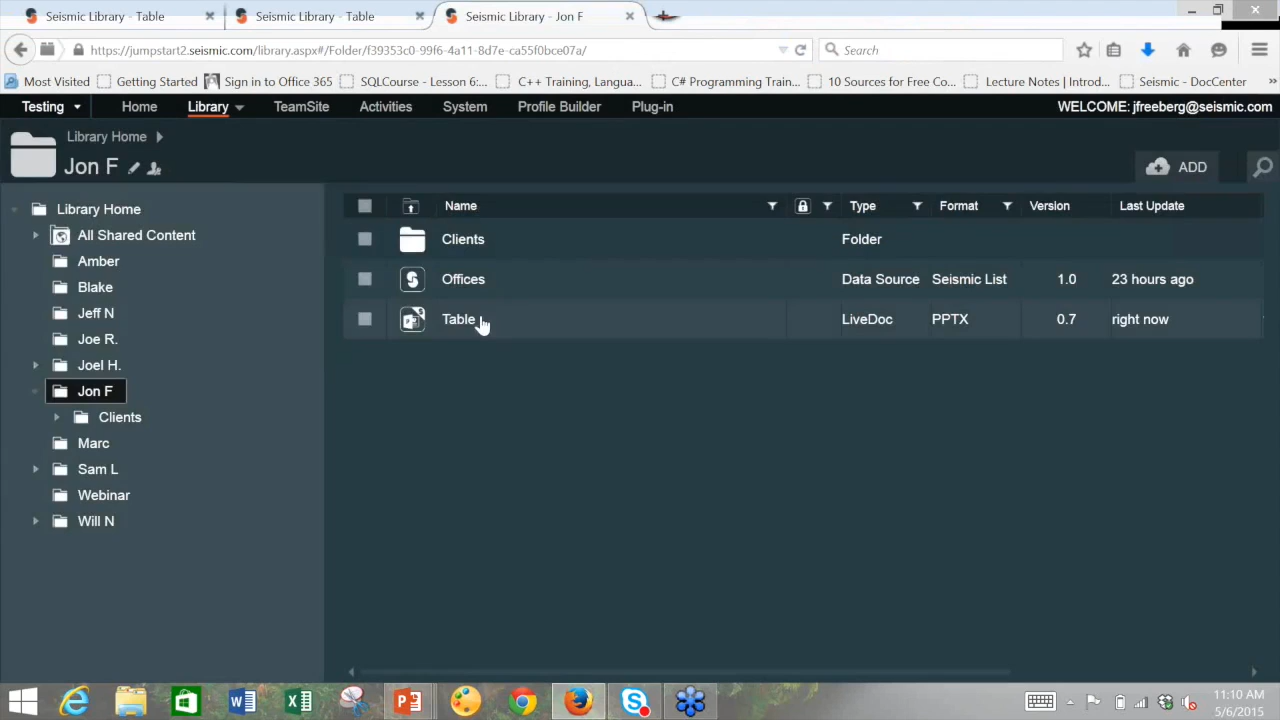 Seismic Library - Table × Seismic Library - Table × Seismic Library - Jon F ×
https://jumpstart2.seismic.com/library.aspx#/Folder/f39353c0-99f6-4a11-8d7e-ca55f0b0e07a/ Search
Most Visited Getting Started Sign in to Office 365 SQLCourse - Lesson 6:... C++ Training, Langua... C# Programming Train... 10 Sources for Free Co... Lecture Notes | Introd... Seismic - DocCenter
Testing Home Library TeamSite Activities System Profile Builder Plug-in WELCOME: jfreeberg@seismic.com
Library Home
Jon F ADD
Library Home
All Shared Content
Amber
Blake
Jeff N
Joe R.
Joel H.
Jon F
Clients
Marc
Sam L
Webinar
Will N
Name Type Format Version Last Update
Clients Folder
Offices Data Source Seismic List 1.0 23 hours ago
Table LiveDoc PPTX 0.7 right now
11:10 AM
5/6/2015